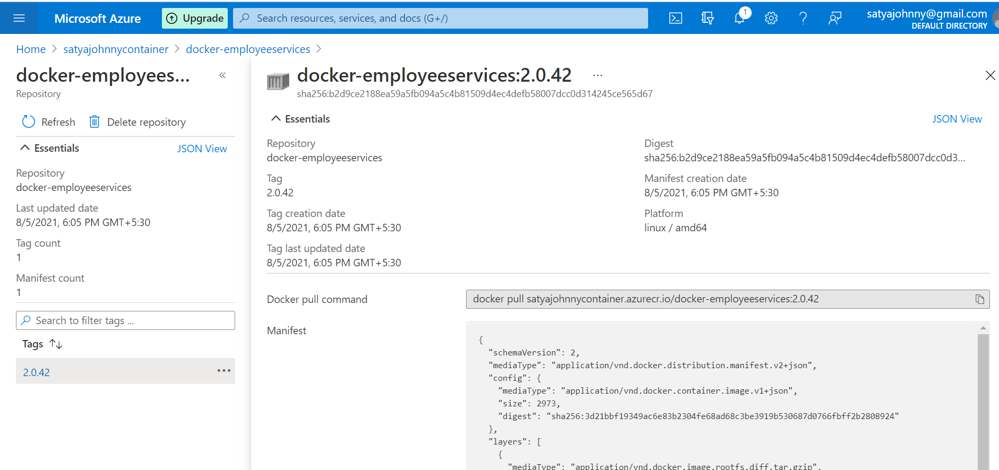 Microsoft Azure
Upgrade
Search resources, services, and docs (G+/)
1
satyajohnny@gmail.com
DEFAULT DIRECTORY
Home > satyajohnnycontainer > docker-employeeservices >
docker-employees...
«
Repository
Refresh
Delete repository
Essentials
JSON View
Repository
docker-employeeservices
Last updated date
8/5/2021, 6:05 PM GMT+5:30
Tag count
1
Manifest count
1
Search to filter tags ...
Tags
2.0.42
docker-employeeservices:2.0.42
sha256:b2d9ce2188ea59a5fb094a5c4b81509d4ec4defb58007dcc0d314245ce565d67
Essentials
JSON View
Repository
docker-employeeservices
Tag
2.0.42
Tag creation date
8/5/2021, 6:05 PM GMT+5:30
Tag last updated date
8/5/2021, 6:05 PM GMT+5:30
Digest
sha256:b2d9ce2188ea59a5fb094a5c4b81509d4ec4defb58007dcc0d3...
Manifest creation date
8/5/2021, 6:05 PM GMT+5:30
Platform
linux / amd64
Docker pull command
docker pull satyajohnnycontainer.azurecr.io/docker-employeeservices:2.0.42
Manifest
{
"schemaVersion": 2,
"mediaType": "application/vnd.docker.distribution.manifest.v2+json",
"config": {
"mediaType": "application/vnd.docker.container.image.v1+json",
"size": 2973,
"digest": "sha256:3d21bbf19349ac6e83b2304fe68ad68c3be3919b530687d0766fbff2b2808924"
},
"layers": [
{
"mediaType": "application/vnd.docker.image.rootfs.diff.tar.gzip",